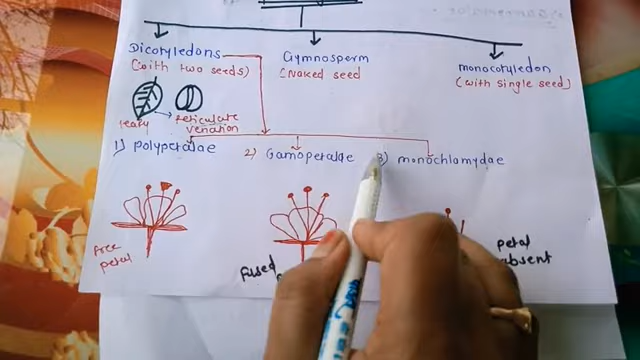 Dicotyledons
(with two seeds)
Gymnosperm
(Naked seed
monocotyledon
(with single seed)
leafy
reticulate
venation
1) polypetalae
2) Gamopetalae
3) monochlamydae
free
petal
Fused
petal
absent